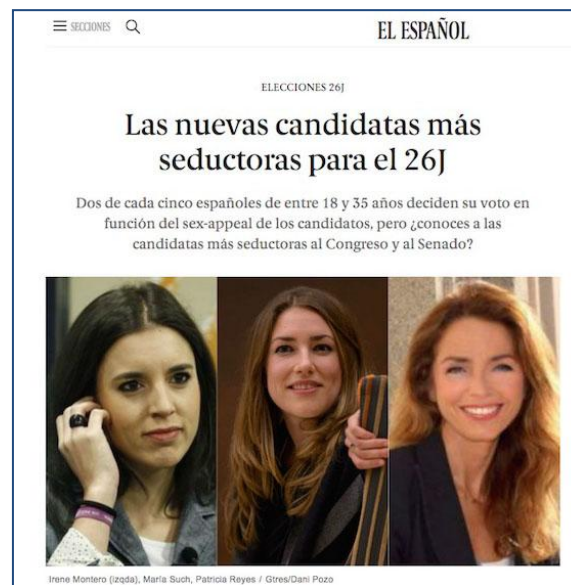 SECCIONES
EL ESPAÑOL
ELECCIONES 26J
Las nuevas candidatas más
seductoras para el 26J
Dos de cada cinco españoles de entre 18 y 35 años deciden su voto en
función del sex-appeal de los candidatos, pero ¿conoces a las
candidatas más seductoras al Congreso y al Senado?
Irene Montero (izqda), María Such, Patricia Reyes / Gtres/Dani Pozo